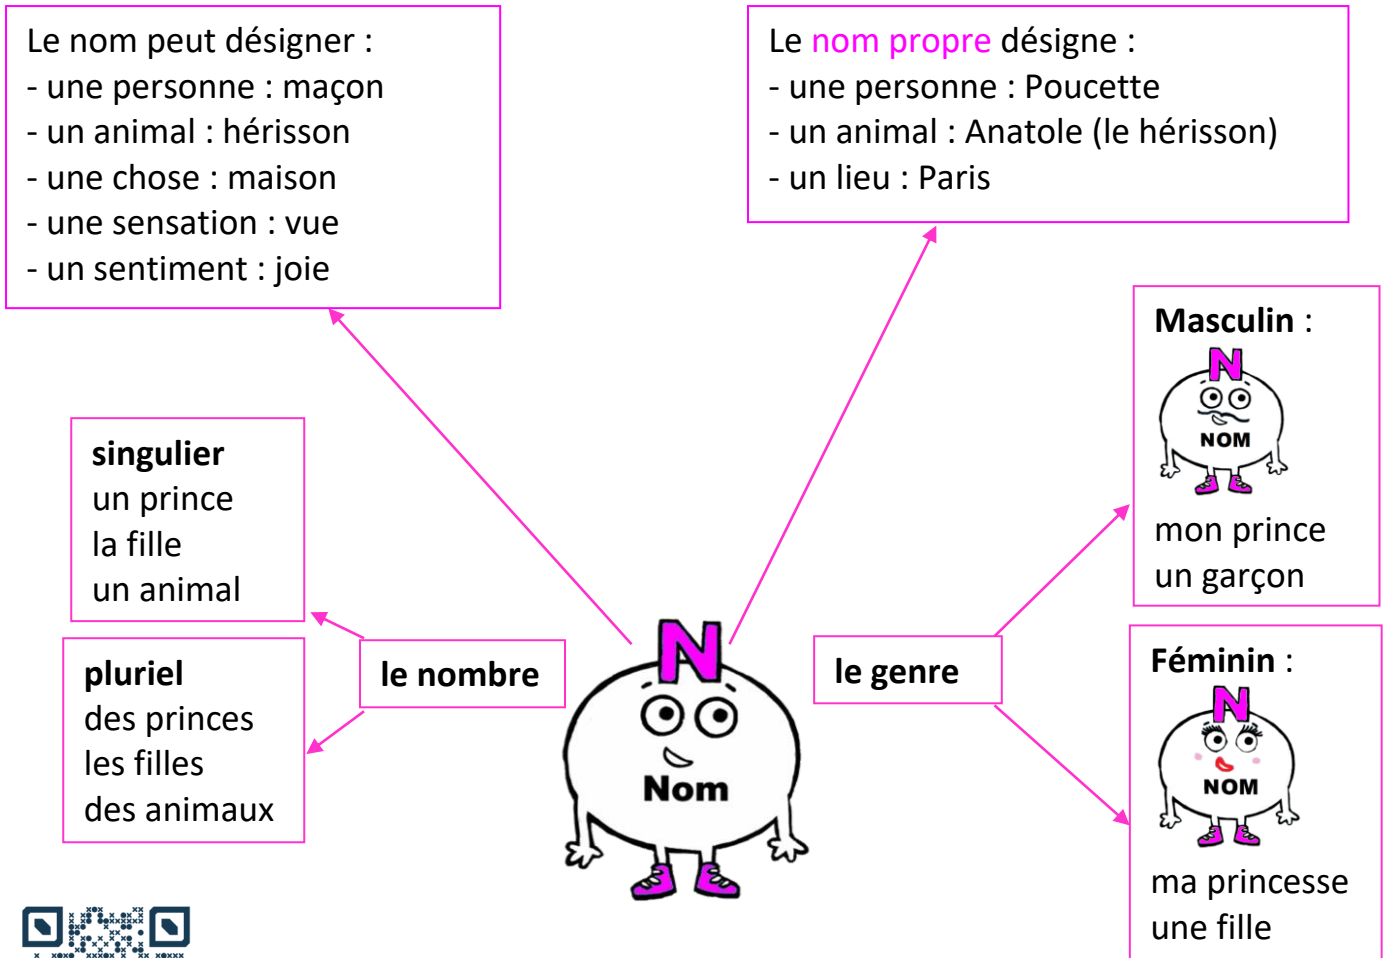 Le nom peut désigner :
- une personne : maçon
- un animal : hérisson
- une chose : maison
- une sensation : vue
- un sentiment : joie
Le nom propre désigne :
- une personne : Poucette
- un animal : Anatole (le hérisson)
- un lieu : Paris
singulier
un prince
la fille
un animal
pluriel
des princes
les filles
des animaux
le nombre
N
Nom
le genre
Masculin :
N
NOM
mon prince
un garçon
Féminin :
N
NOM
ma princesse
une fille